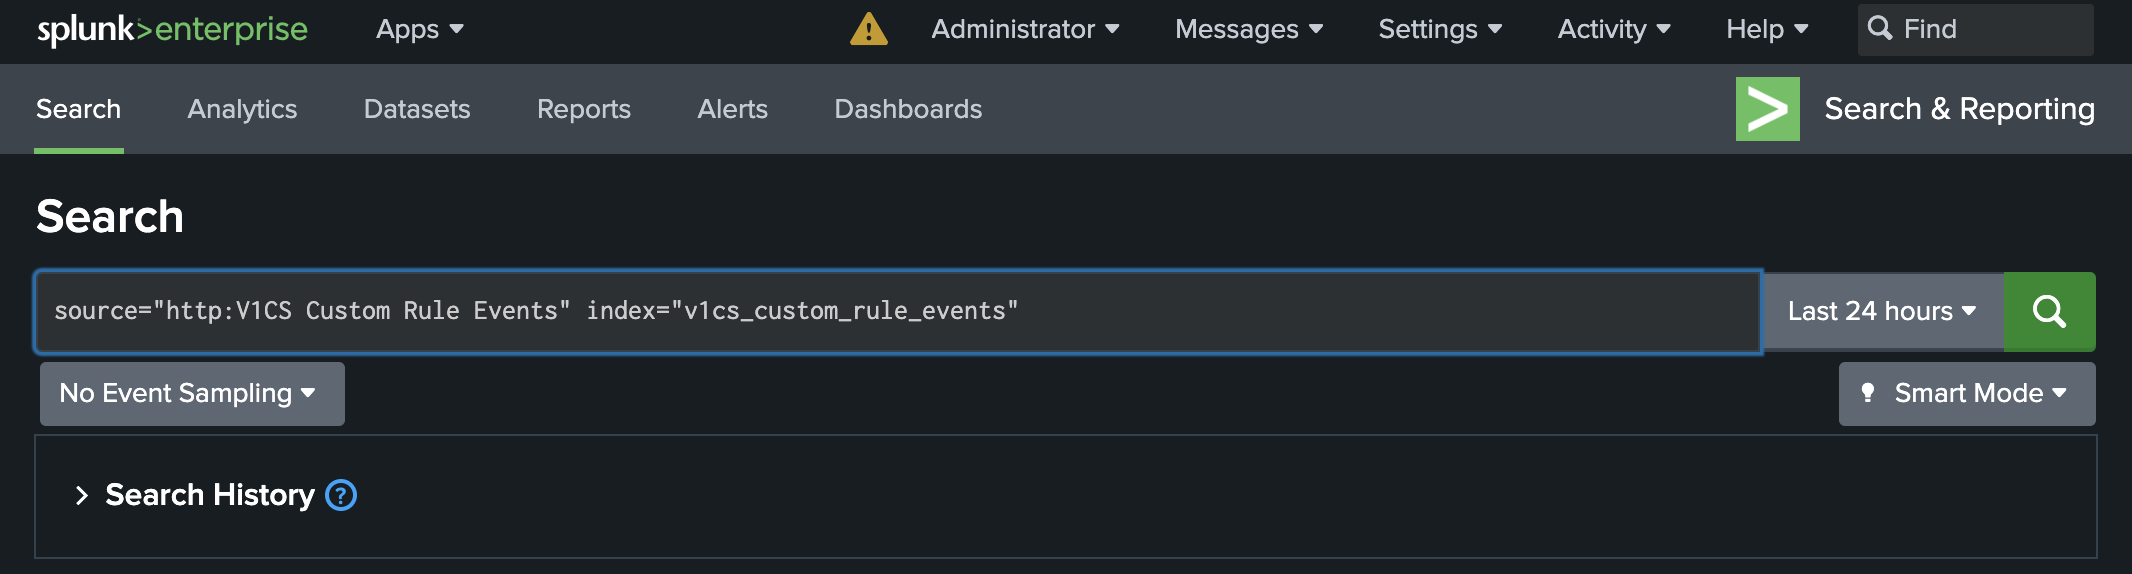 splunk>enterprise Apps Administrator Messages Settings Activity Help Find
Search Analytics Datasets Reports Alerts Dashboards Search & Reporting
Search
source="http:V1CS Custom Rule Events" index="v1cs_custom_rule_events" Last 24 hours
No Event Sampling Smart Mode
Search History ?